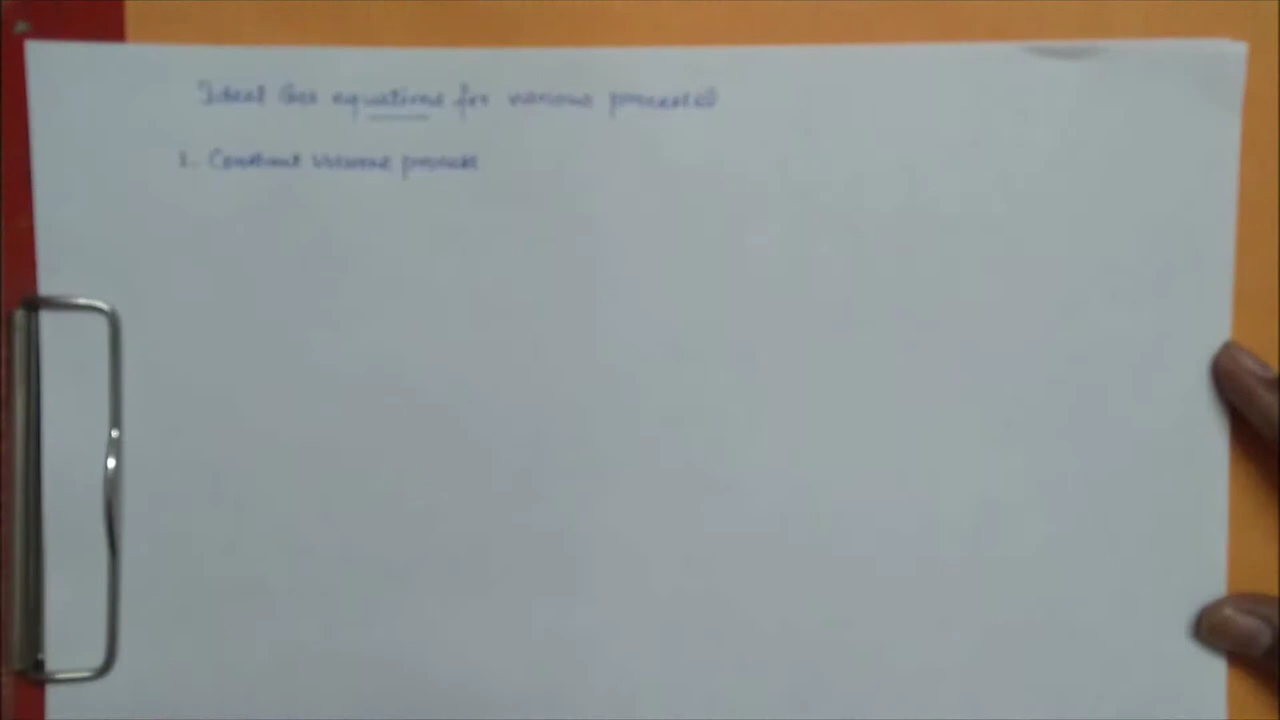 Ideal Gas equations for various processes
1. Constant Volume process